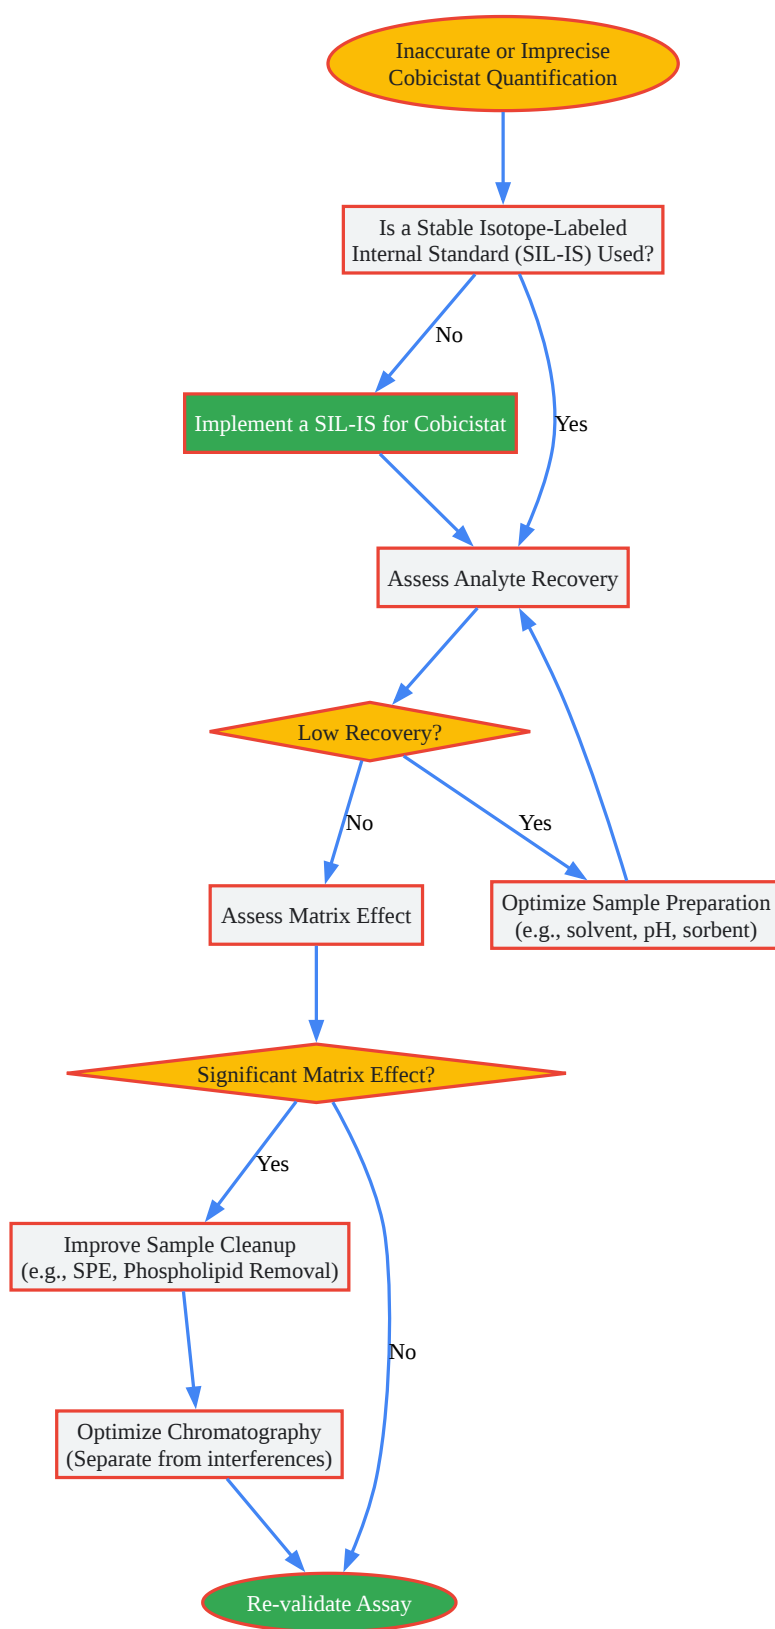 Inaccurate or Imprecise
Cobicistat Quantification
Is a Stable Isotope-Labeled
Internal Standard (SIL-IS) Used?
No
Implement a SIL-IS for Cobicistat
Yes
Assess Analyte Recovery
Low Recovery?
No
Yes
Assess Matrix Effect
Optimize Sample Preparation
(e.g., solvent, pH, sorbent)
Significant Matrix Effect?
Yes
Improve Sample Cleanup
(e.g., SPE, Phospholipid Removal)
No
Optimize Chromatography
(Separate from interferences)
Re-validate Assay